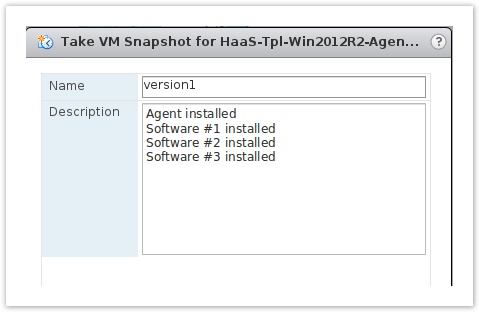 Take VM Snapshot for HaaS-Tpl-Win2012R2-Agen... ?
Name version1
Description Agent installed
Software #1 installed
Software #2 installed
Software #3 installed